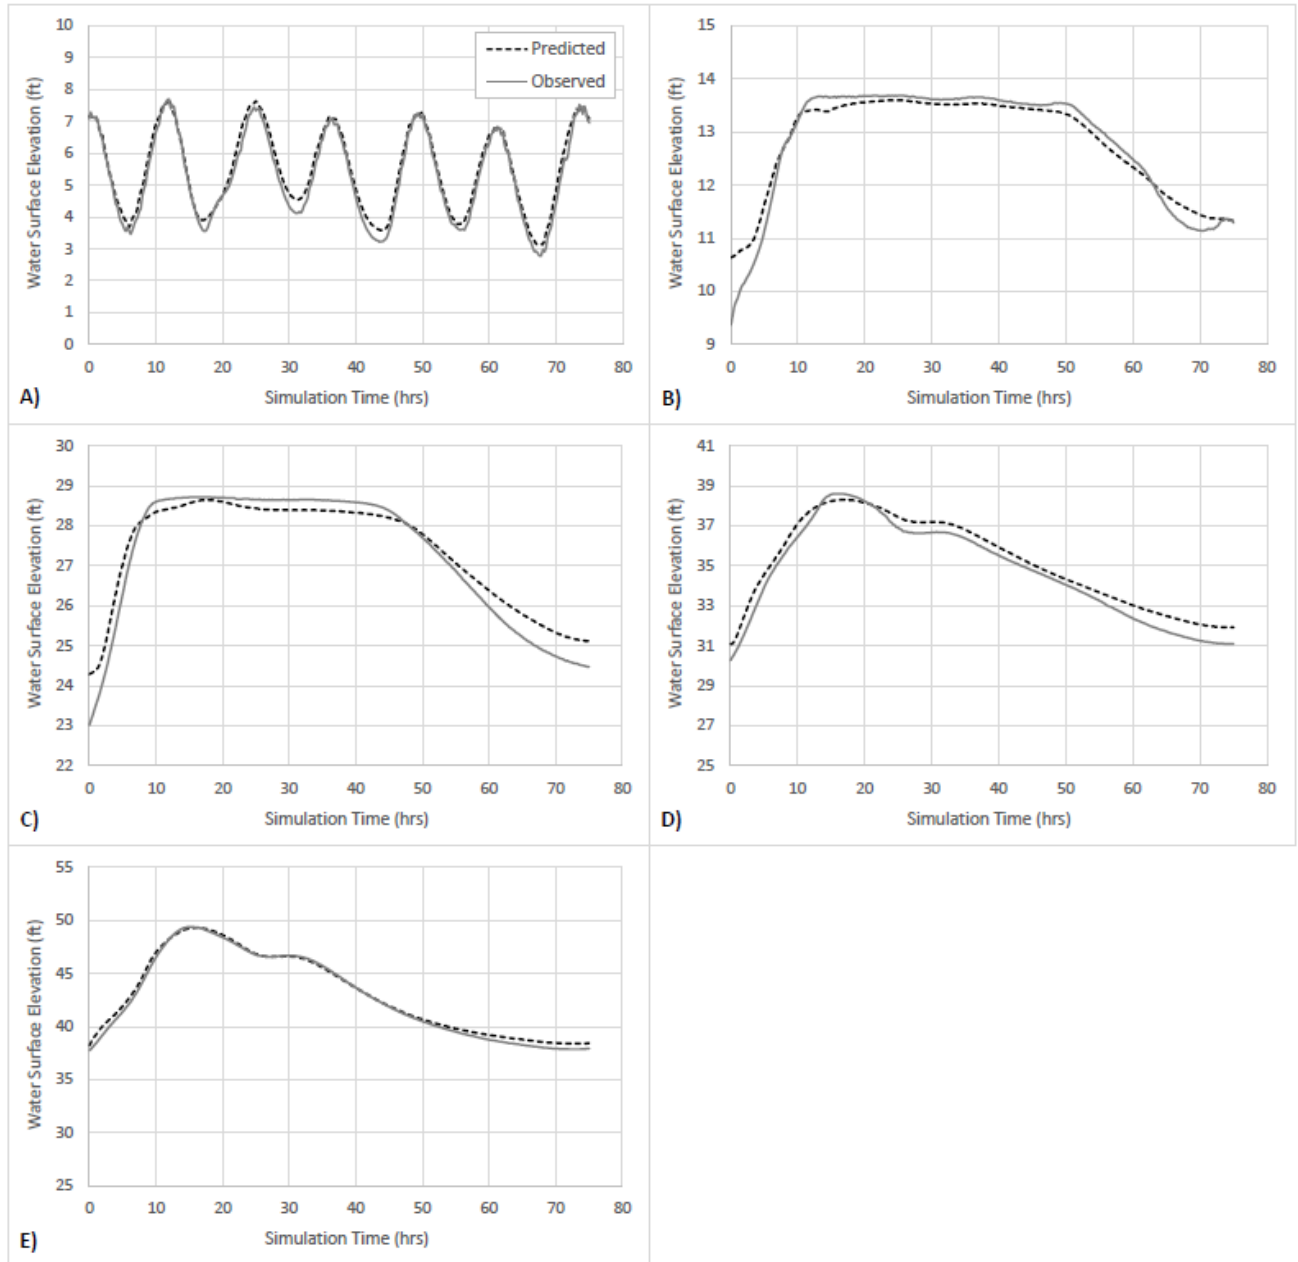 10
9
8
7
6
5
4
3
2
1
0
Water Surface Elevation (ft)
Predicted
Observed
0 10 20 30 40 50 60 70 80
Simulation Time (hrs)
A)
15
14
13
12
11
10
9
Water Surface Elevation (ft)
0 10 20 30 40 50 60 70 80
Simulation Time (hrs)
B)
30
29
28
27
26
25
24
23
22
Water Surface Elevation (ft)
0 10 20 30 40 50 60 70 80
Simulation Time (hrs)
C)
41
39
37
35
33
31
29
27
25
Water Surface Elevation (ft)
0 10 20 30 40 50 60 70 80
Simulation Time (hrs)
D)
55
50
45
40
35
30
25
Water Surface Elevation (ft)
0 10 20 30 40 50 60 70 80
Simulation Time (hrs)
E)